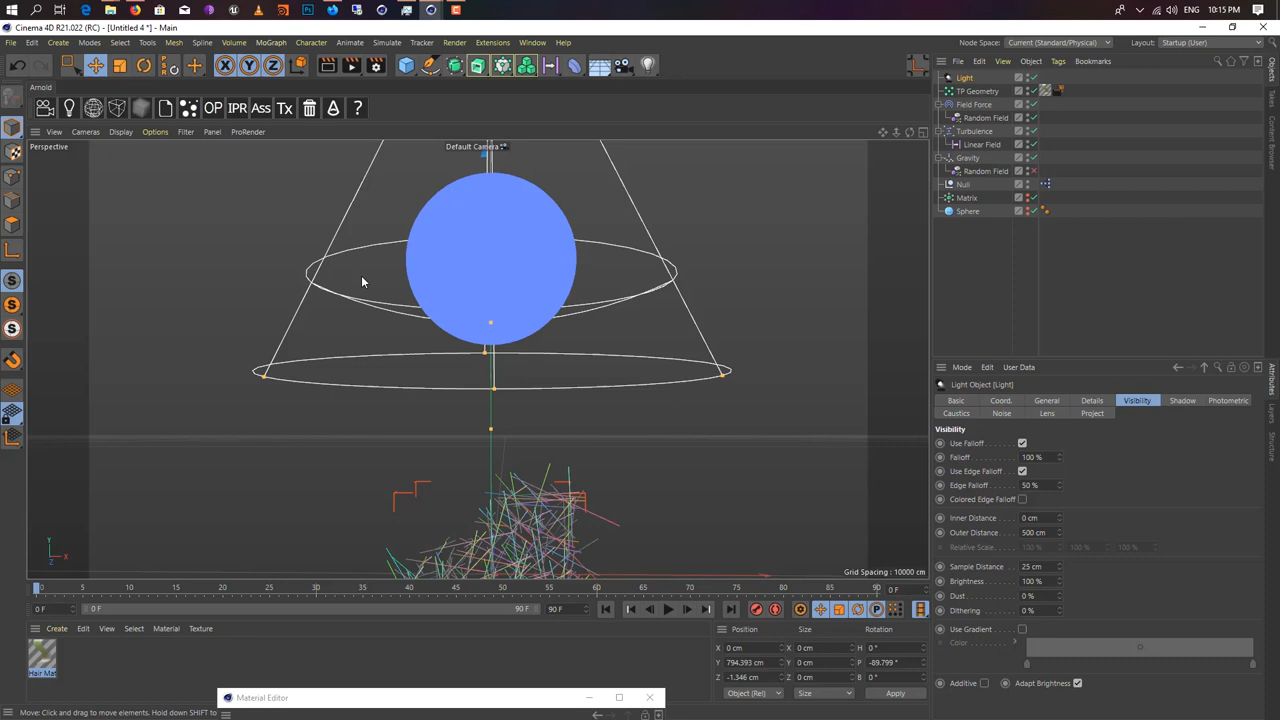 ENG 10:15 PM
Cinema 4D R21.022 (RC) - [Untitled 4 *] - Main
File Edit Create Modes Select Tools Mesh Spline Volume MoGraph Character Animate Simulate Tracker Render Extensions Window Help
Node Space: Current (Standard/Physical) Layout: Startup (User)
X Y Z
File Edit View Object Tags Bookmarks
Arnold
OP IPR Ass Tx ?
Light
TP Geometry
Field Force
Random Field
Turbulence
Linear Field
Gravity
Random Field
Null
Matrix
Sphere
View Cameras Display Options Filter Panel ProRender
Perspective
Default Camera
Y
X
Z
Grid Spacing : 10000 cm
Objects
Takes
Content Browser
Attributes
Layers
Structure
Mode Edit User Data
Light Object [Light]
Basic Coord. General Details Visibility Shadow Photometric
Caustics Noise Lens Project
Visibility
Use Falloff
Falloff 100 %
Use Edge Falloff
Edge Falloff 50 %
Colored Edge Falloff
Inner Distance 0 cm
Outer Distance 500 cm
Relative Scale 100 % 100 % 100 %
Sample Distance 25 cm
Brightness 100 %
Dust 0 %
Dithering 0 %
Use Gradient
Color
Additive Adapt Brightness
0 5 10 15 20 25 30 35 40 45 50 55 60 65 70 75 80 85 90 0 F
0 F 0 F 90 F 90 F
Create Edit View Select Material Texture
Hair Mat
Position Size Rotation
X 0 cm X 0 cm H 0 °
Y 794.393 cm Y 0 cm P -89.799 °
Z -1.346 cm Z 0 cm B 0 °
Object (Rel) Size Apply
Material Editor
Move: Click and drag to move elements. Hold down SHIFT to